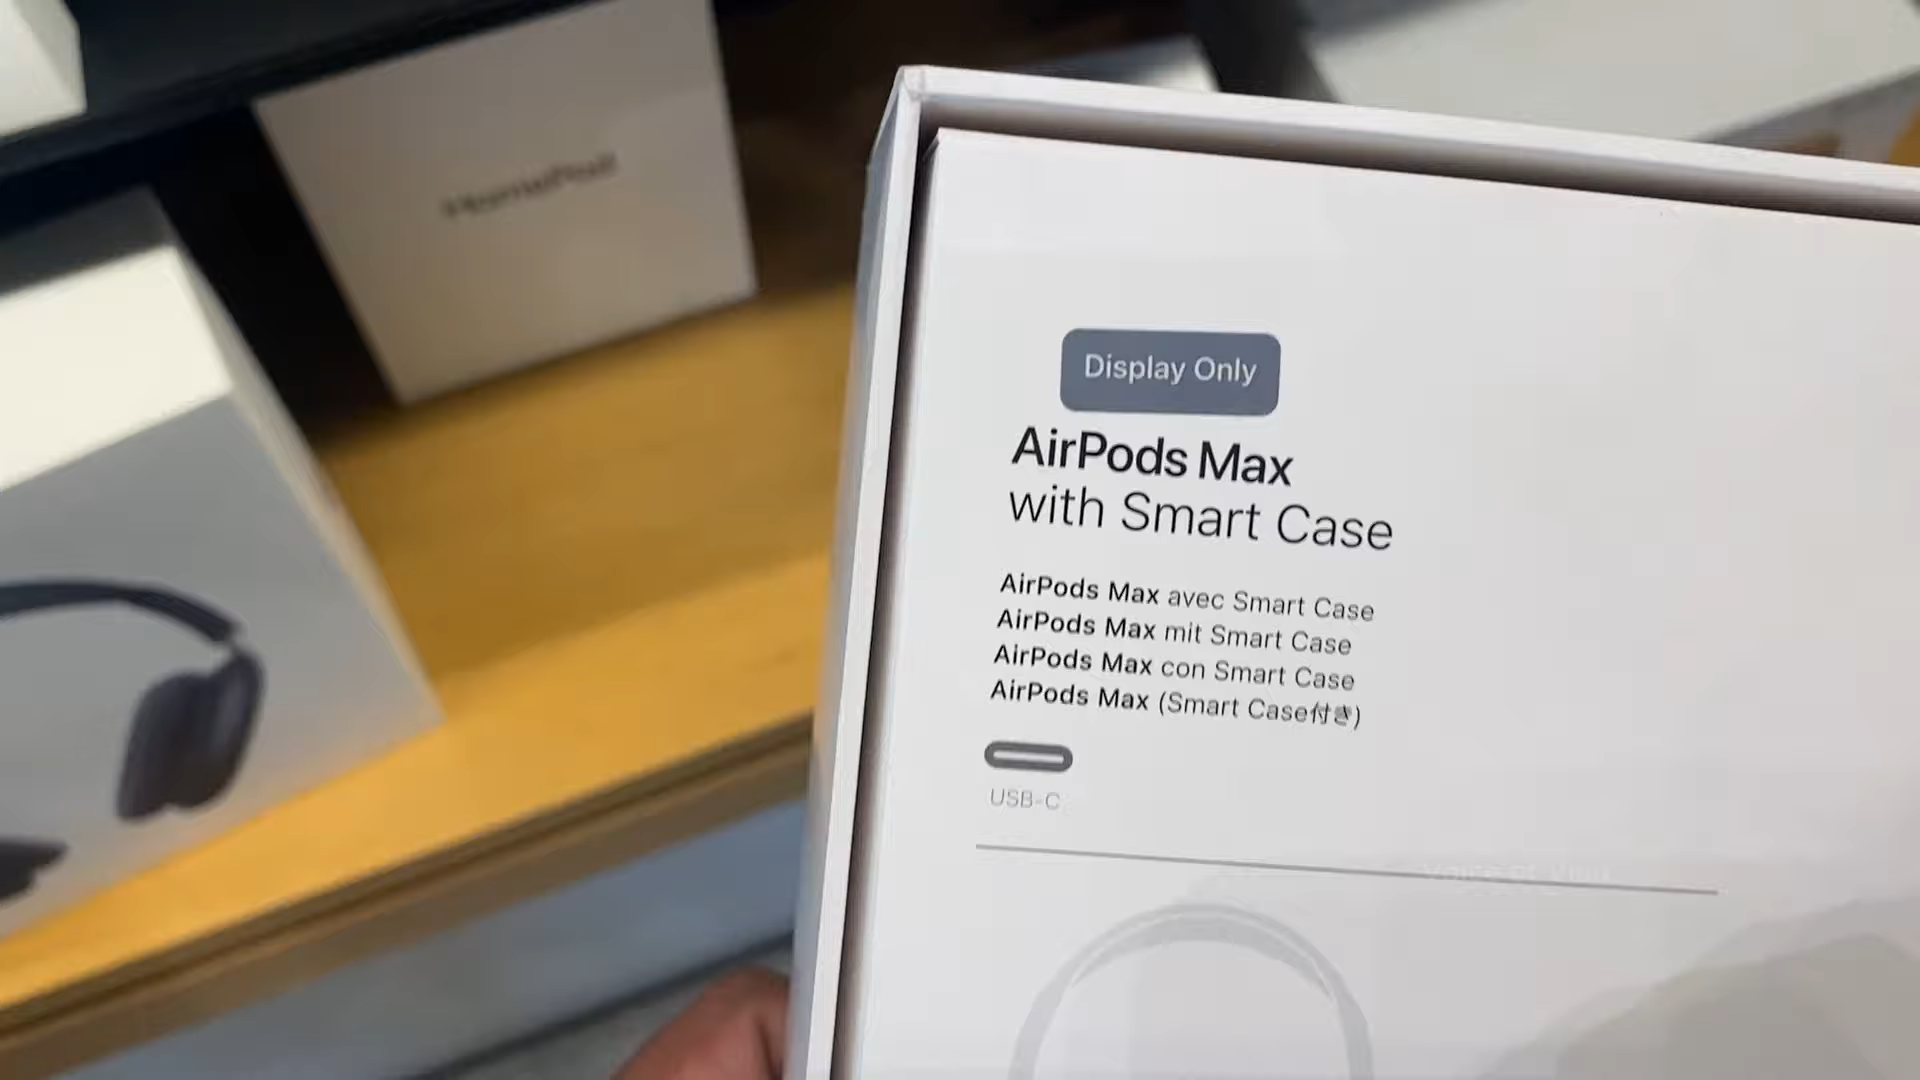 HomePod
Display Only
AirPods Max
with Smart Case
AirPods Max avec Smart Case
AirPods Max mit Smart Case
AirPods Max con Smart Case
AirPods Max (Smart Case付き)
USB-C